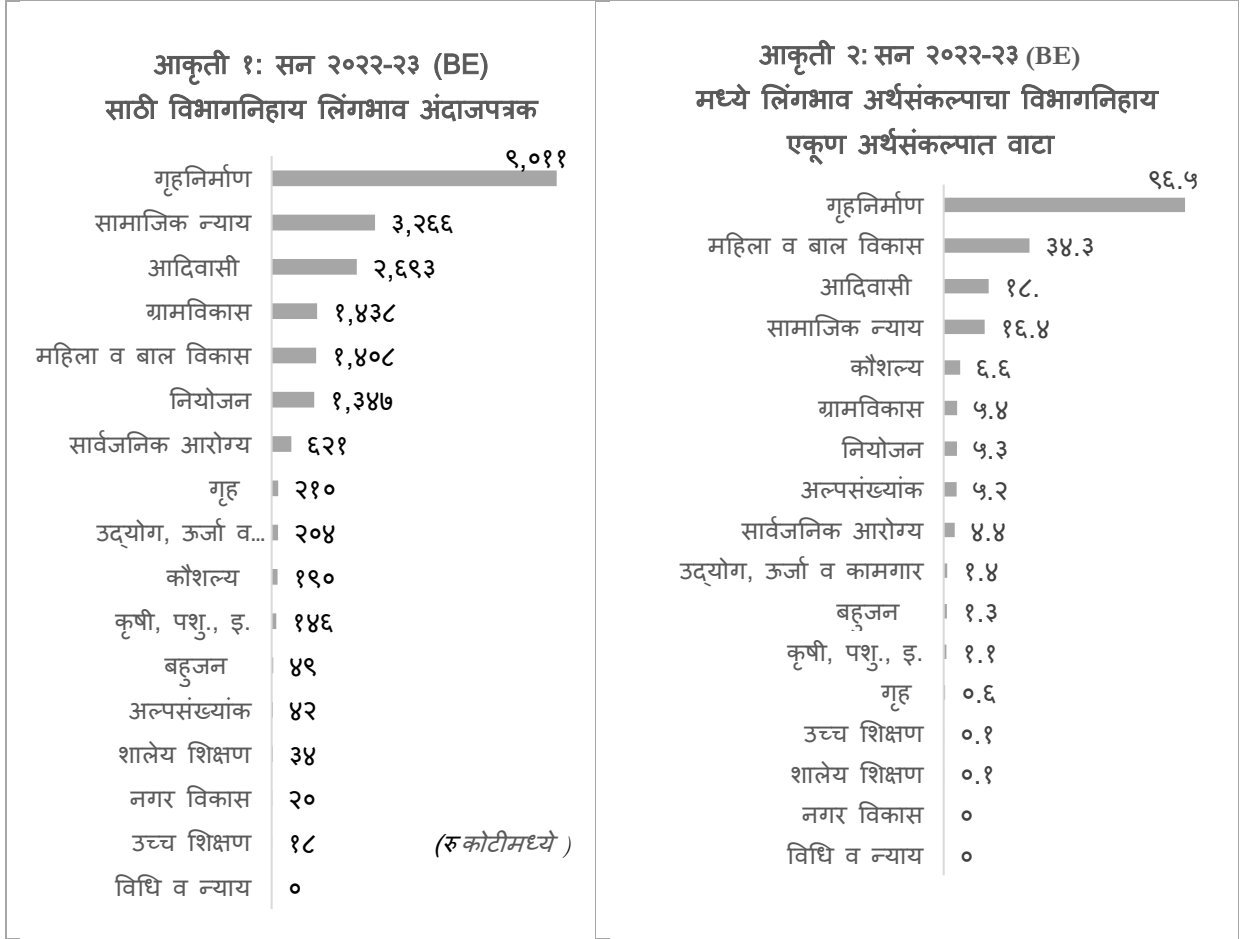 आकृती १: सन २०२२-२३ (BE)
साठी विभागनिहाय लिंगभाव अंदाजपत्रक
गृहनिर्माण ९,०११
सामाजिक न्याय ३,२६६
आदिवासी २,६९३
ग्रामविकास १,४३८
महिला व बाल विकास १,४०८
नियोजन १,३४७
सार्वजनिक आरोग्य ६२१
गृह २१०
उद्योग, ऊर्जा व... २०४
कौशल्य १९०
कृषी, पशु., इ. १४६
बहुजन ४९
अल्पसंख्यांक ४२
शालेय शिक्षण ३४
नगर विकास २०
उच्च शिक्षण १८
(रु कोटीमध्ये )
विधि व न्याय ०
आकृती २: सन २०२२-२३ (BE)
मध्ये लिंगभाव अर्थसंकल्पाचा विभागनिहाय
एकूण अर्थसंकल्पात वाटा
गृहनिर्माण ९६.५
महिला व बाल विकास ३४.३
आदिवासी १८.
सामाजिक न्याय १६.४
कौशल्य ६.६
ग्रामविकास ५.४
नियोजन ५.३
अल्पसंख्यांक ५.२
सार्वजनिक आरोग्य ४.४
उद्योग, ऊर्जा व कामगार १.४
बहुजन १.३
कृषी, पशु., इ. १.१
गृह ०.६
उच्च शिक्षण ०.१
शालेय शिक्षण ०.१
नगर विकास ०
विधि व न्याय ०